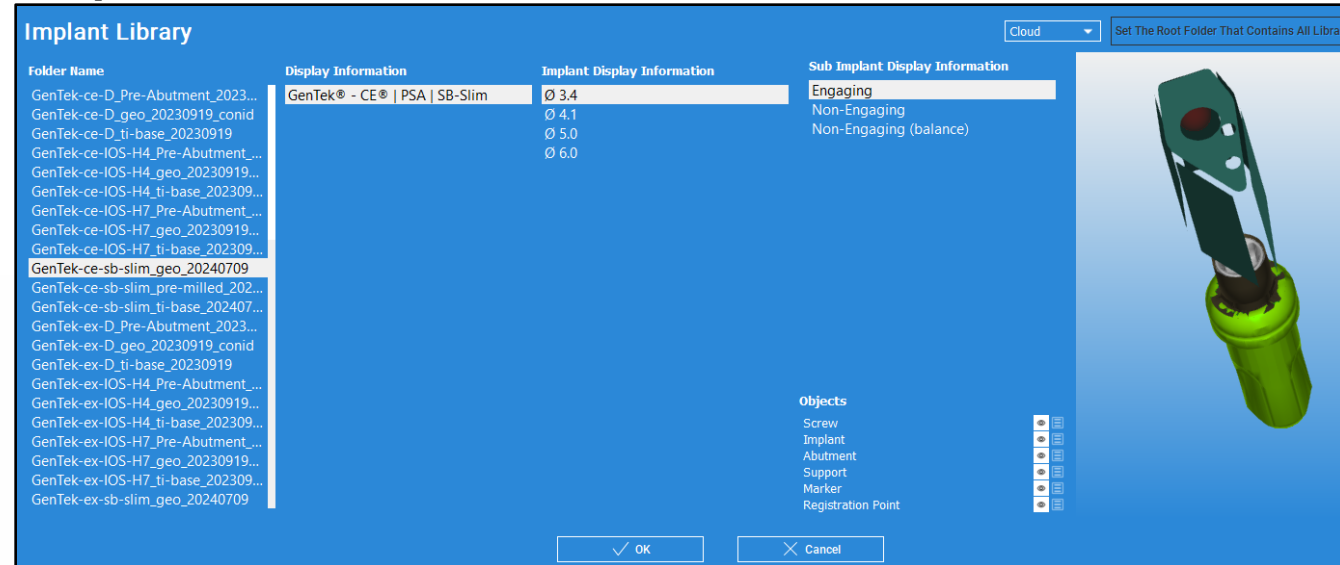 Implant Library
Cloud
Set The Root Folder That Contains All Libra
Folder Name
GenTek-ce-D_Pre-Abutment_2023...
GenTek-ce-D_geo_20230919_conid
GenTek-ce-D_ti-base_20230919
GenTek-ce-IOS-H4_Pre-Abutment_...
GenTek-ce-IOS-H4_geo_20230919...
GenTek-ce-IOS-H4_ti-base_202309...
GenTek-ce-IOS-H7_Pre-Abutment_...
GenTek-ce-IOS-H7_geo_20230919...
GenTek-ce-IOS-H7_ti-base_202309...
GenTek-ce-sb-slim_geo_20240709
GenTek-ce-sb-slim_pre-milled_202...
GenTek-ce-sb-slim_ti-base_202407...
GenTek-ex-D_Pre-Abutment_2023...
GenTek-ex-D_geo_20230919_conid
GenTek-ex-D_ti-base_20230919
GenTek-ex-IOS-H4_Pre-Abutment_...
GenTek-ex-IOS-H4_geo_20230919...
GenTek-ex-IOS-H4_ti-base_202309...
GenTek-ex-IOS-H7_Pre-Abutment_...
GenTek-ex-IOS-H7_geo_20230919...
GenTek-ex-IOS-H7_ti-base_202309...
GenTek-ex-sb-slim_geo_20240709
Display Information
GenTek® - CE® | PSA | SB-Slim
Implant Display Information
Ø 3.4
Ø 4.1
Ø 5.0
Ø 6.0
Sub Implant Display Information
Engaging
Non-Engaging
Non-Engaging (balance)
Objects
Screw
Implant
Abutment
Support
Marker
Registration Point
OK
Cancel